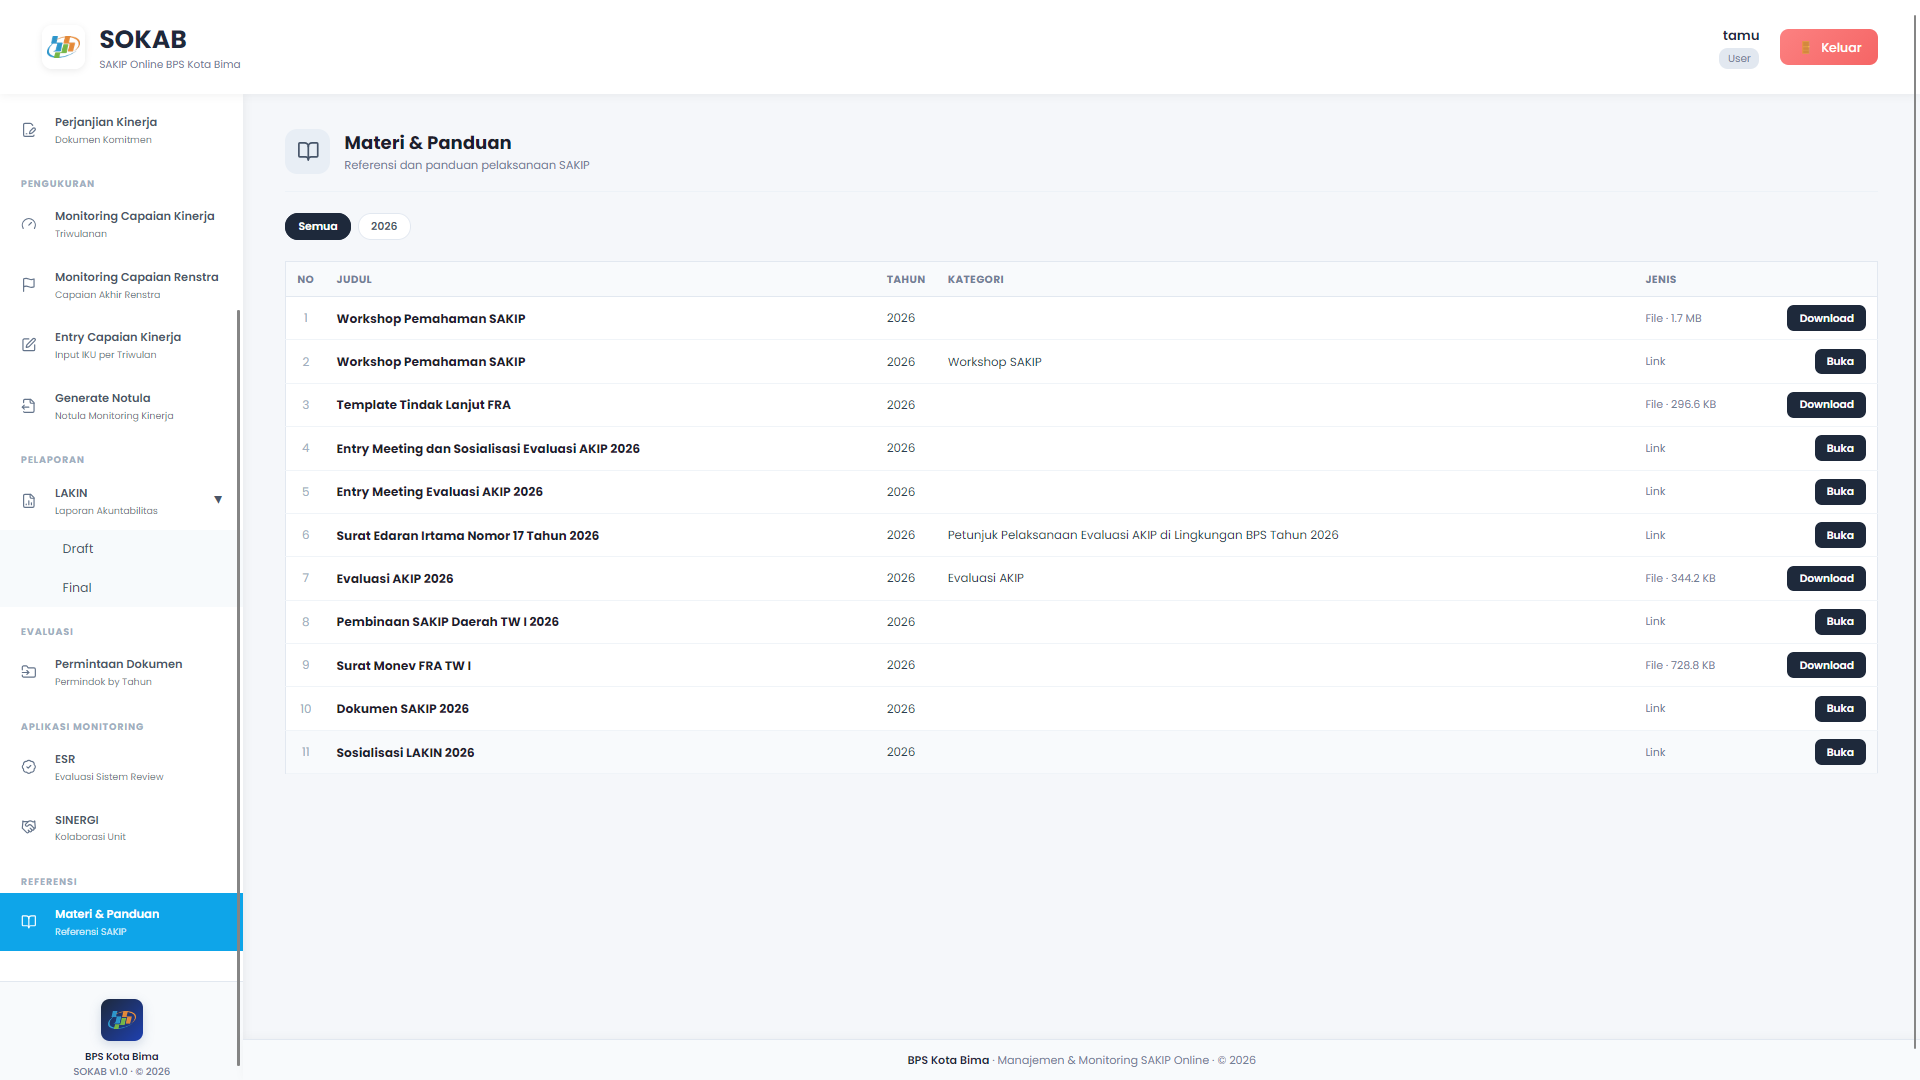 SOKAB
SAKIP Online BPS Kota Bima
tamu
User
Keluar
Perjanjian Kinerja
Dokumen Komitmen
PENGUKURAN
Monitoring Capaian Kinerja
Triwulanan
Monitoring Capaian Renstra
Capaian Akhir Renstra
Entry Capaian Kinerja
Input IKU per Triwulan
Generate Notula
Notula Monitoring Kinerja
PELAPORAN
LAKIN
Laporan Akuntabilitas
Draft
Final
EVALUASI
Permintaan Dokumen
Permindok by Tahun
APLIKASI MONITORING
ESR
Evaluasi Sistem Review
SINERGI
Kolaborasi Unit
REFERENSI
Materi & Panduan
Referensi SAKIP
BPS Kota Bima
SOKAB v1.0 · © 2026
Materi & Panduan
Referensi dan panduan pelaksanaan SAKIP
Semua 2026
NO JUDUL TAHUN KATEGORI JENIS
1 Workshop Pemahaman SAKIP 2026 File · 1.7 MB Download
2 Workshop Pemahaman SAKIP 2026 Workshop SAKIP Link Buka
3 Template Tindak Lanjut FRA 2026 File · 296.6 KB Download
4 Entry Meeting dan Sosialisasi Evaluasi AKIP 2026 2026 Link Buka
5 Entry Meeting Evaluasi AKIP 2026 2026 Link Buka
6 Surat Edaran Irtama Nomor 17 Tahun 2026 2026 Petunjuk Pelaksanaan Evaluasi AKIP di Lingkungan BPS Tahun 2026 Link Buka
7 Evaluasi AKIP 2026 2026 Evaluasi AKIP File · 344.2 KB Download
8 Pembinaan SAKIP Daerah TW I 2026 2026 Link Buka
9 Surat Monev FRA TW I 2026 File · 728.8 KB Download
10 Dokumen SAKIP 2026 2026 Link Buka
11 Sosialisasi LAKIN 2026 2026 Link Buka
BPS Kota Bima · Manajemen & Monitoring SAKIP Online · © 2026